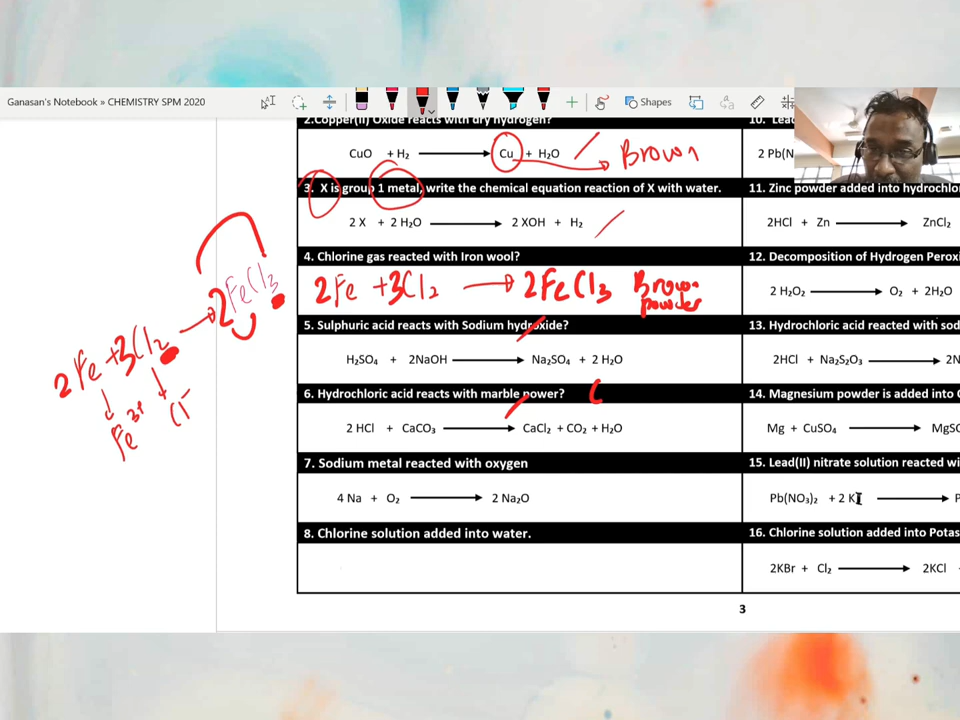 Ganasan's Notebook » CHEMISTRY SPM 2020
Shapes
2.Copper(II) Oxide reacts with dry hydrogen?
CuO + H₂ ⟶ Cu + H₂O Brown
3. X is group 1 metal, write the chemical equation reaction of X with water.
2 X + 2 H₂O ⟶ 2 XOH + H₂
4. Chlorine gas reacted with Iron wool?
2Fe + 3Cl₂ ⟶ 2FeCl₃ Brown powder
5. Sulphuric acid reacts with Sodium hydroxide?
H₂SO₄ + 2NaOH ⟶ Na₂SO₄ + 2 H₂O
6. Hydrochloric acid reacts with marble power? (
2 HCl + CaCO₃ ⟶ CaCl₂ + CO₂ + H₂O
7. Sodium metal reacted with oxygen
4 Na + O₂ ⟶ 2 Na₂O
8. Chlorine solution added into water.
2Fe + 3Cl₂ → 2FeCl₃
Fe³⁺ Cl⁻
10. Lea
2 Pb(N
11. Zinc powder added into hydrochlo
2HCl + Zn ⟶ ZnCl₂
12. Decomposition of Hydrogen Peroxi
2 H₂O₂ ⟶ O₂ + 2H₂O
13. Hydrochloric acid reacted with sod
2HCl + Na₂S₂O₃ ⟶ 2N
14. Magnesium powder is added into
Mg + CuSO₄ ⟶ MgSO
15. Lead(II) nitrate solution reacted wi
Pb(NO₃)₂ + 2 KI ⟶ P
16. Chlorine solution added into Potas
2KBr + Cl₂ ⟶ 2KCl
3